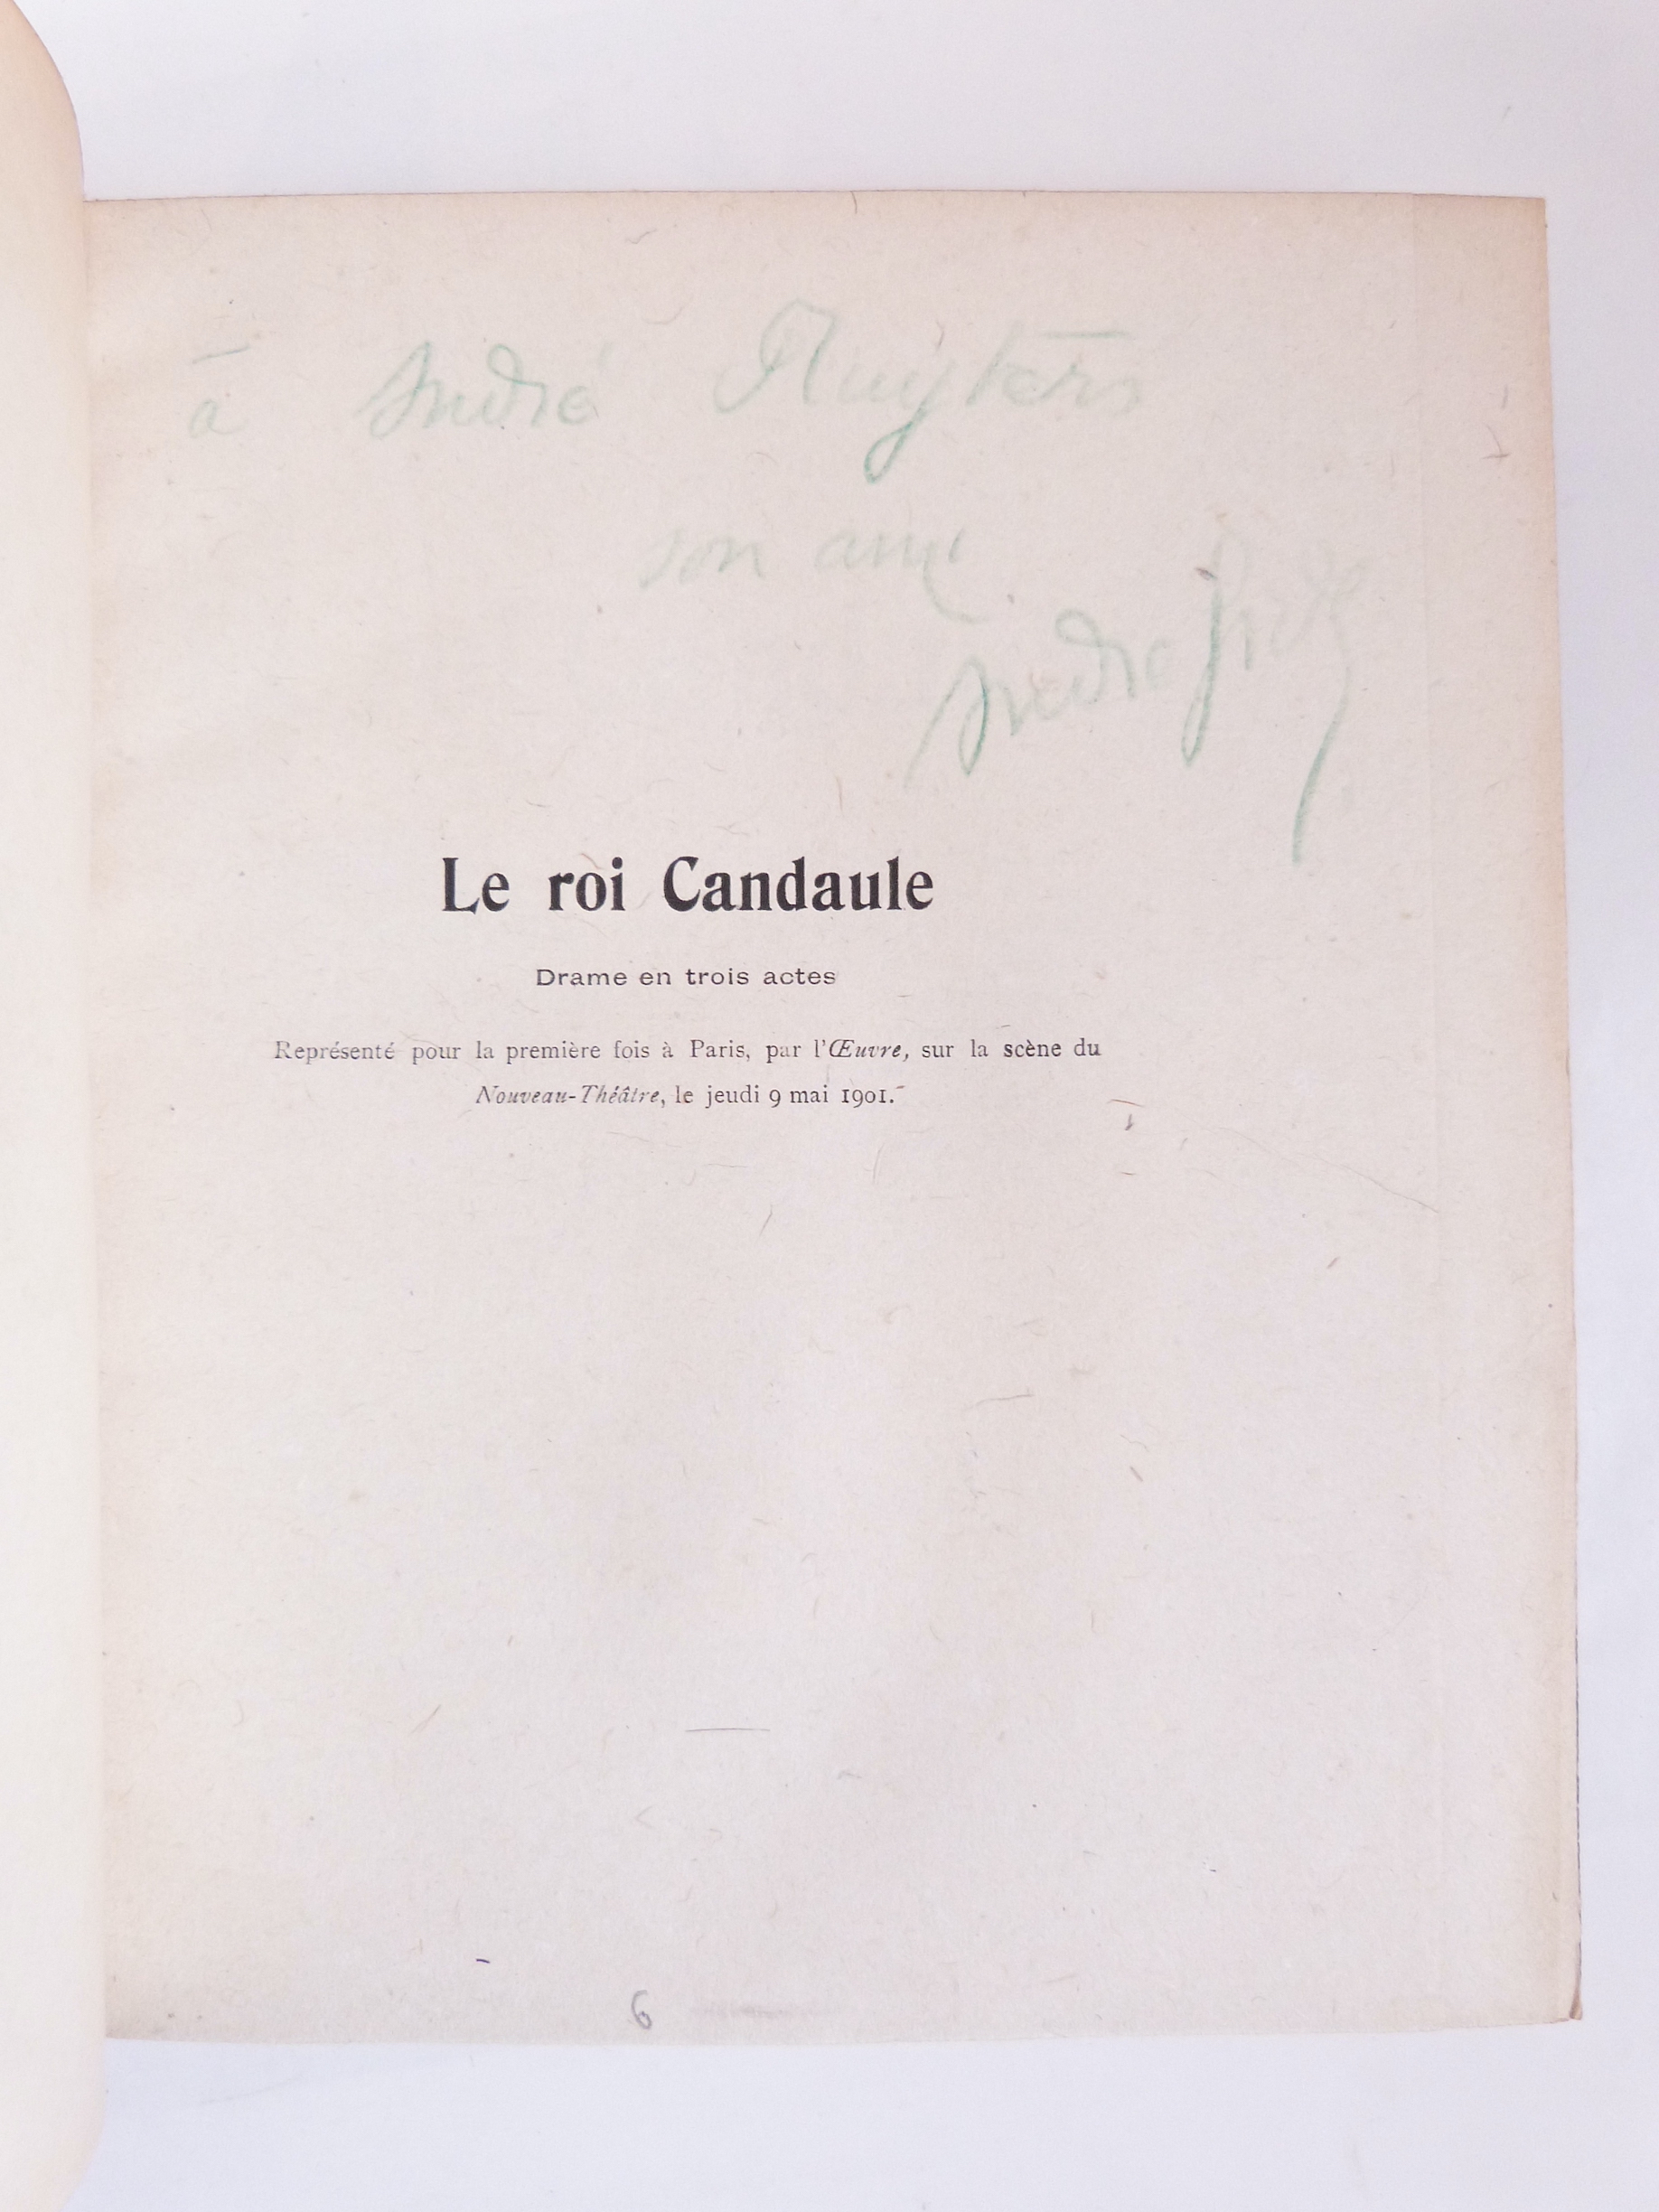 à André Ruyters
son ami
André Gide
Le roi Candaule
Drame en trois actes
Représenté pour la première fois à Paris, par l'Œuvre, sur la scène du
Nouveau-Théâtre, le jeudi 9 mai 1901.
6